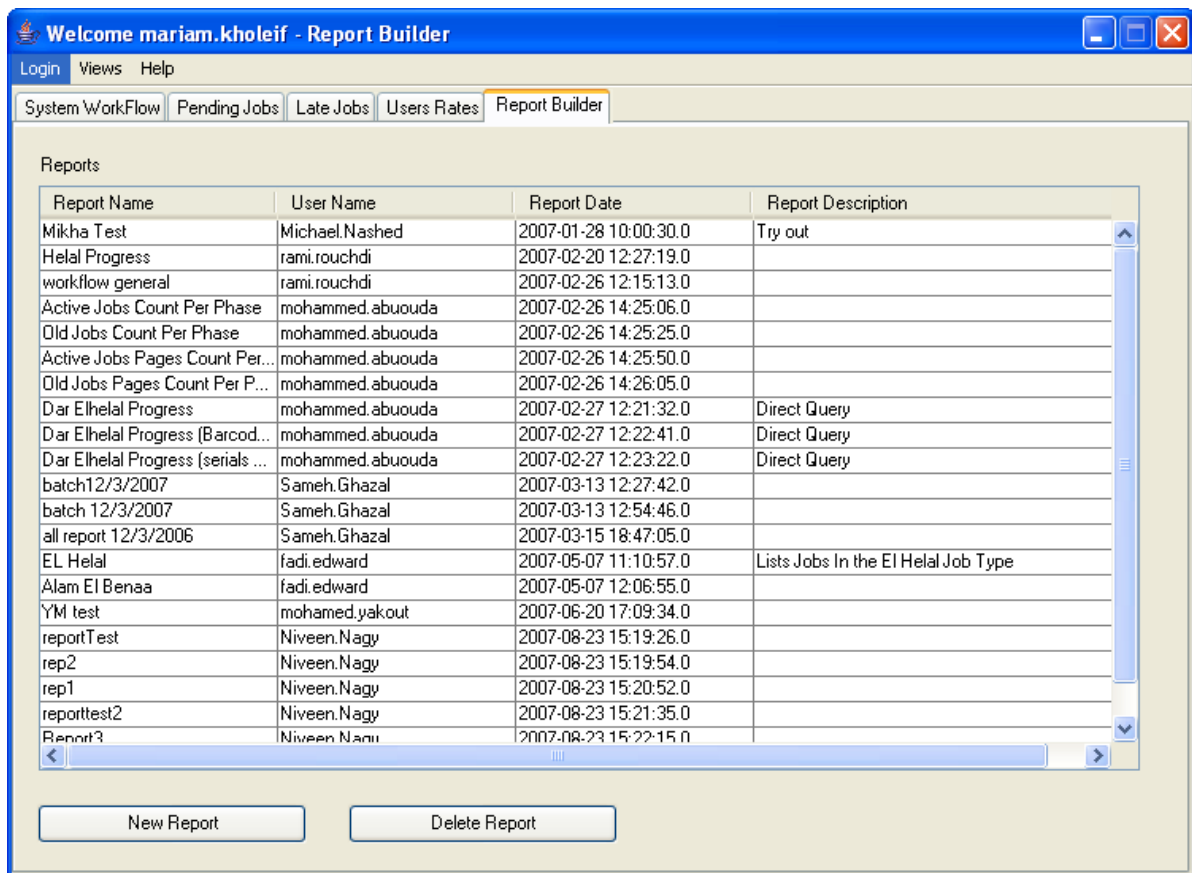 Welcome mariam.kholeif - Report Builder
Login Views Help
System WorkFlow Pending Jobs Late Jobs Users Rates Report Builder
Reports
Report Name User Name Report Date Report Description
Mikha Test Michael.Nashed 2007-01-28 10:00:30.0 Try out
Helal Progress rami.rouchdi 2007-02-20 12:27:19.0
workflow general rami.rouchdi 2007-02-26 12:15:13.0
Active Jobs Count Per Phase mohammed.abuouda 2007-02-26 14:25:06.0
Old Jobs Count Per Phase mohammed.abuouda 2007-02-26 14:25:25.0
Active Jobs Pages Count Per... mohammed.abuouda 2007-02-26 14:25:50.0
Old Jobs Pages Count Per P... mohammed.abuouda 2007-02-26 14:26:05.0
Dar Elhelal Progress mohammed.abuouda 2007-02-27 12:21:32.0 Direct Query
Dar Elhelal Progress (Barcod... mohammed.abuouda 2007-02-27 12:22:41.0 Direct Query
Dar Elhelal Progress (serials ... mohammed.abuouda 2007-02-27 12:23:22.0 Direct Query
batch12/3/2007 Sameh.Ghazal 2007-03-13 12:27:42.0
batch 12/3/2007 Sameh.Ghazal 2007-03-13 12:54:46.0
all report 12/3/2006 Sameh.Ghazal 2007-03-15 18:47:05.0
EL Helal fadi.edward 2007-05-07 11:10:57.0 Lists Jobs In the El Helal Job Type
Alam El Benaa fadi.edward 2007-05-07 12:06:55.0
YM test mohamed.yakout 2007-06-20 17:09:34.0
reportTest Niveen.Nagy 2007-08-23 15:19:26.0
rep2 Niveen.Nagy 2007-08-23 15:19:54.0
rep1 Niveen.Nagy 2007-08-23 15:20:52.0
reporttest2 Niveen.Nagy 2007-08-23 15:21:35.0
Report3 Niveen.Nagy 2007-08-23 15:22:15.0
New Report Delete Report